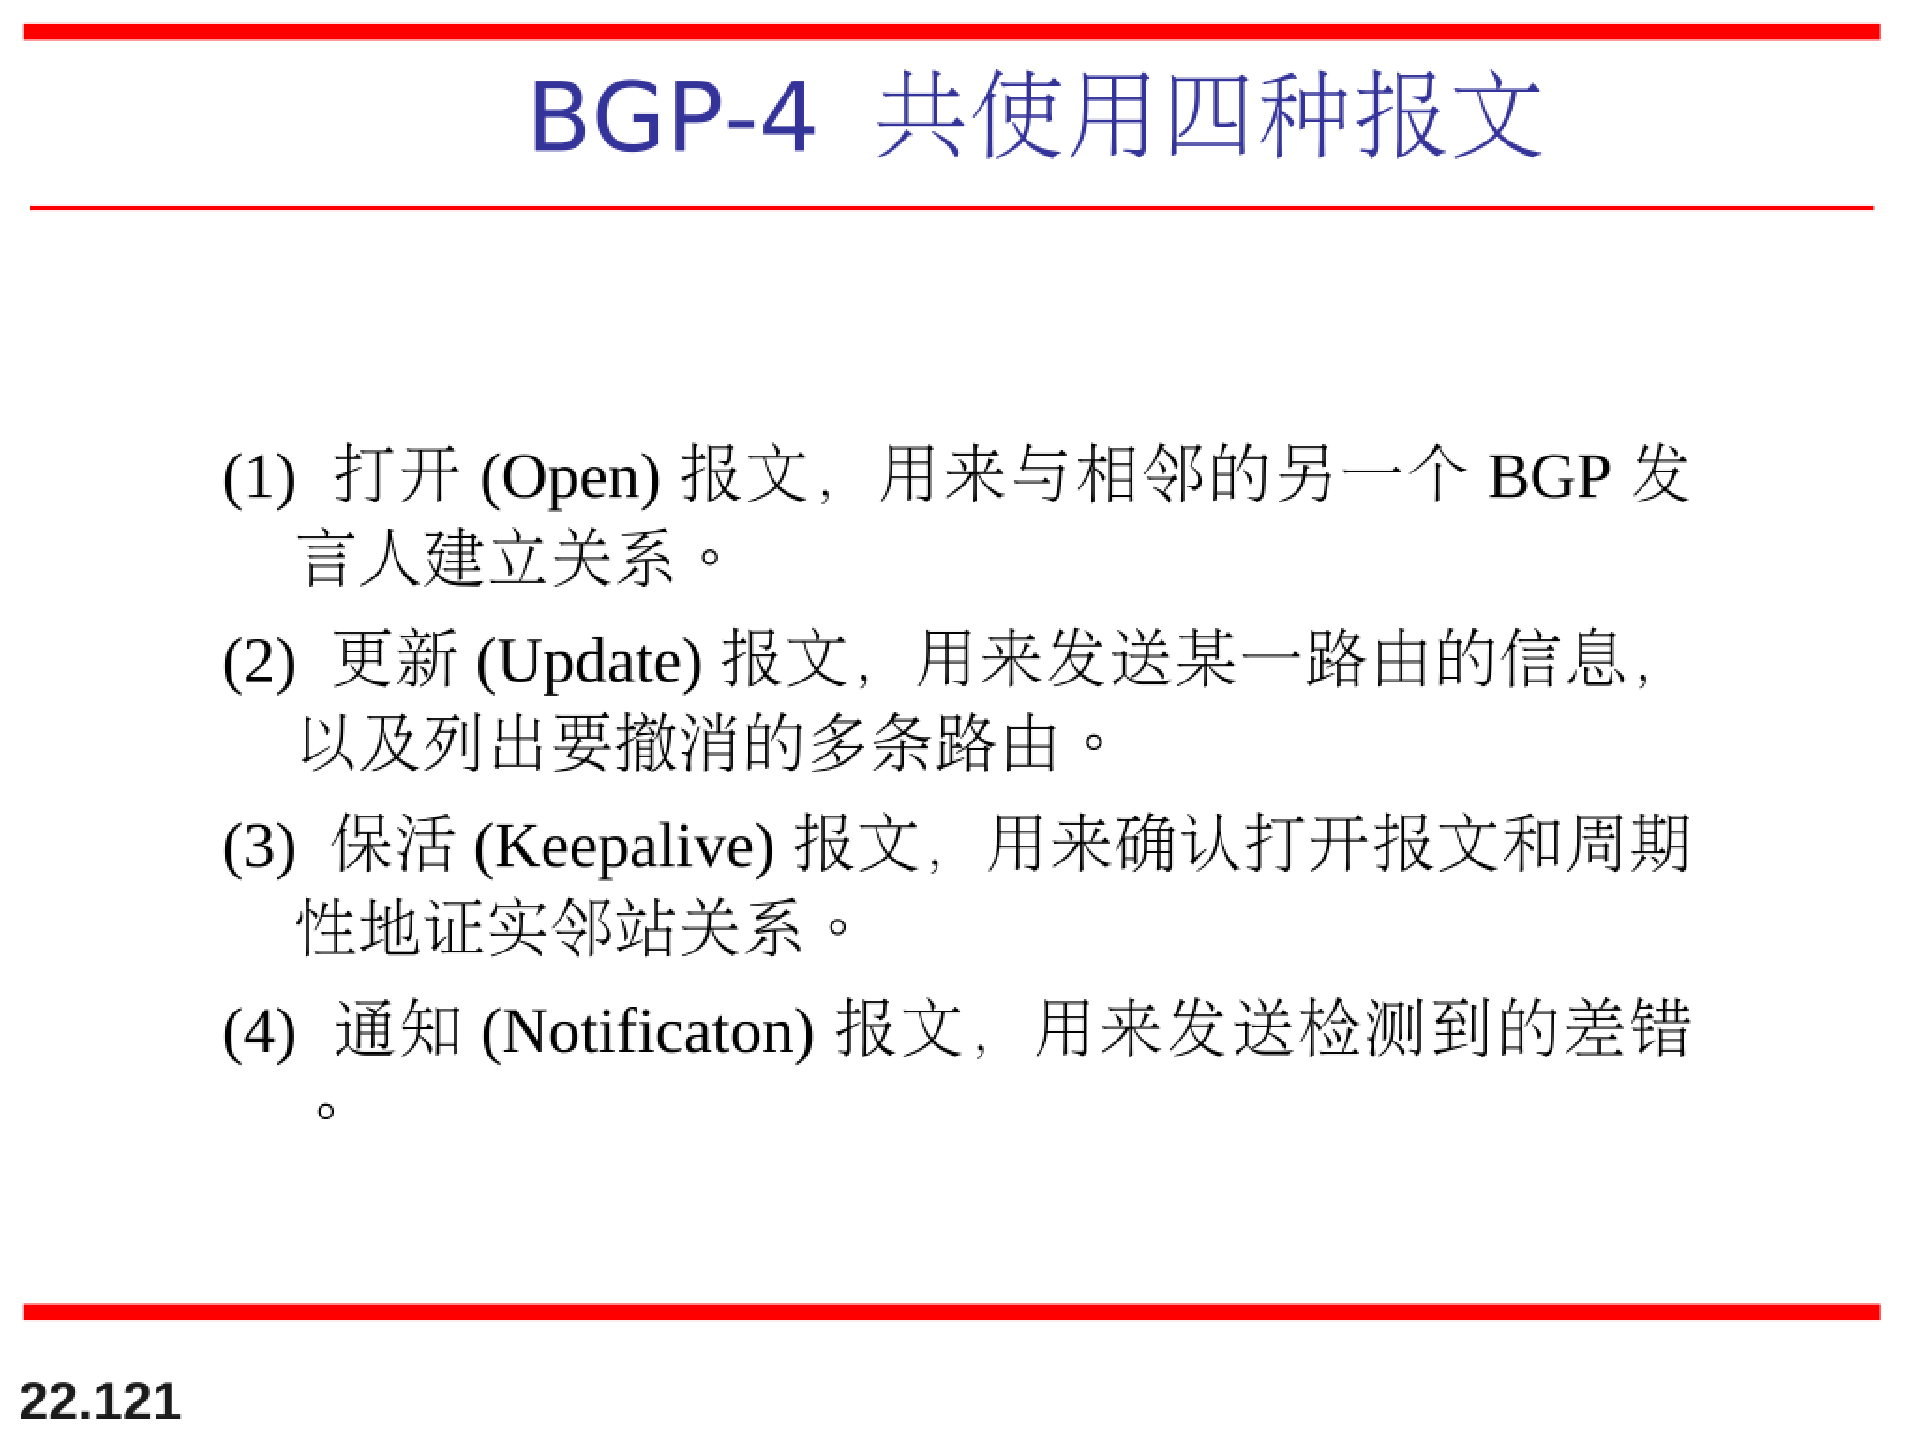 BGP-4 共使用四种报文
(1) 打开 (Open) 报文，用来与相邻的另一个 BGP 发
言人建立关系。
(2) 更新 (Update) 报文，用来发送某一路由的信息，
以及列出要撤消的多条路由。
(3) 保活 (Keepalive) 报文，用来确认打开报文和周期
性地证实邻站关系。
(4) 通知 (Notificaton) 报文，用来发送检测到的差错
。
22.121